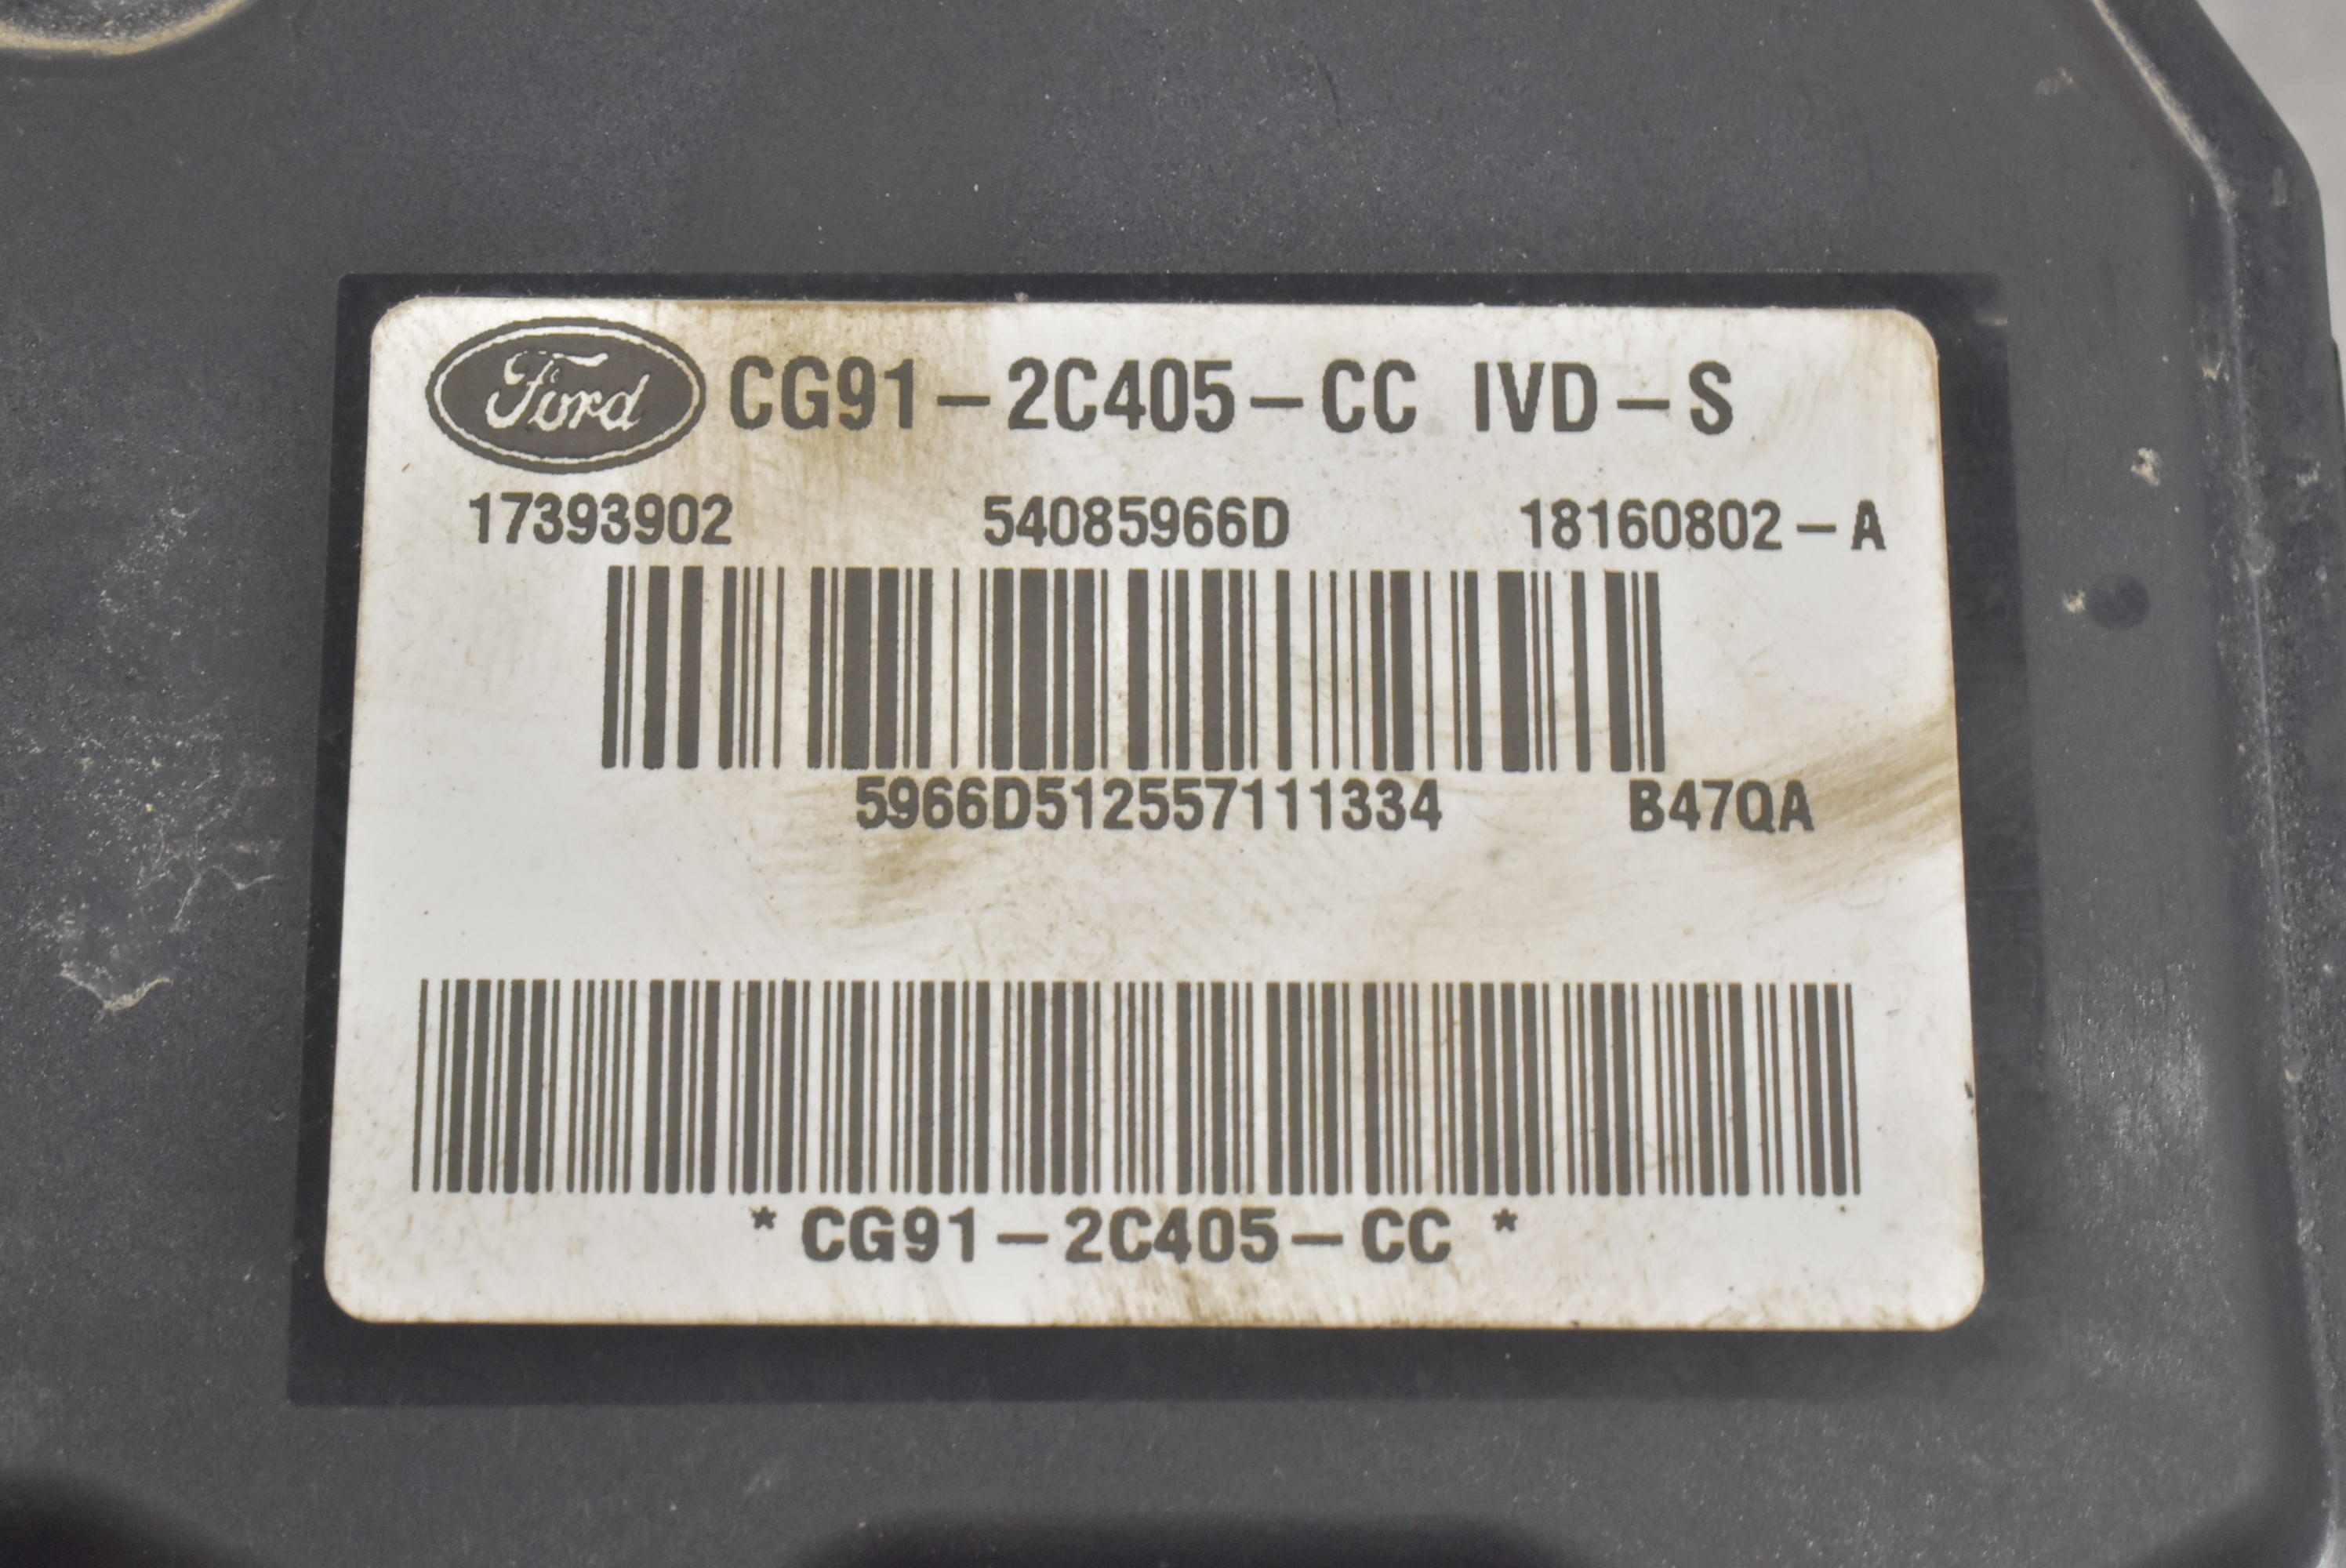 Ford CG91-2C405-CC IVD-S
17393902 54085966D 18160802-A
5966D512557111334 B47QA
*CG91-2C405-CC*